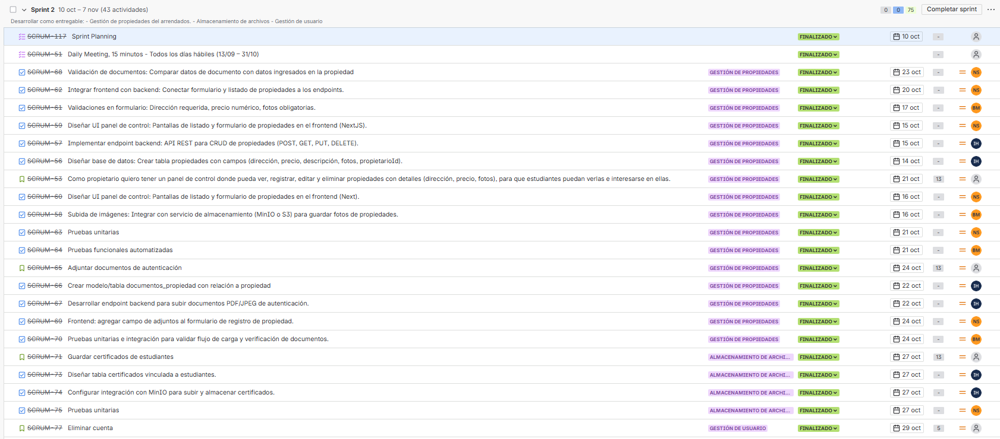 Sprint 2 10 oct – 7 nov (43 actividades) 0 0 75 Completar sprint
Desarrollar como entregable: - Gestión de propiedades del arrendados. - Almacenamiento de archivos - Gestión de usuario
SCRUM-117 Sprint Planning FINALIZADO 10 oct -
SCRUM-51 Daily Meeting, 15 minutos - Todos los días hábiles (13/09 – 31/10) FINALIZADO -
SCRUM-68 Validación de documentos: Comparar datos de documento con datos ingresados en la propiedad GESTIÓN DE PROPIEDADES FINALIZADO 23 oct - NS
SCRUM-62 Integrar frontend con backend: Conectar formulario y listado de propiedades a los endpoints. GESTIÓN DE PROPIEDADES FINALIZADO 20 oct - NS
SCRUM-61 Validaciones en formulario: Dirección requerida, precio numérico, fotos obligatorias. GESTIÓN DE PROPIEDADES FINALIZADO 17 oct - BM
SCRUM-59 Diseñar UI panel de control: Pantallas de listado y formulario de propiedades en el frontend (NextJS). GESTIÓN DE PROPIEDADES FINALIZADO 15 oct - NS
SCRUM-57 Implementar endpoint backend: API REST para CRUD de propiedades (POST, GET, PUT, DELETE). GESTIÓN DE PROPIEDADES FINALIZADO 15 oct - IH
SCRUM-56 Diseñar base de datos: Crear tabla propiedades con campos (dirección, precio, descripción, fotos, propietarioId). GESTIÓN DE PROPIEDADES FINALIZADO 14 oct - IH
SCRUM-53 Como propietario quiero tener un panel de control donde pueda ver, registrar, editar y eliminar propiedades con detalles (dirección, precio, fotos), para que estudiantes puedan verlas e interesarse en ellas. GESTIÓN DE PROPIEDADES FINALIZADO 21 oct 13
SCRUM-60 Diseñar UI panel de control: Pantallas de listado y formulario de propiedades en el frontend (Next). GESTIÓN DE PROPIEDADES FINALIZADO 16 oct - NS
SCRUM-58 Subida de imágenes: Integrar con servicio de almacenamiento (MinIO o S3) para guardar fotos de propiedades. GESTIÓN DE PROPIEDADES FINALIZADO 16 oct - BM
SCRUM-63 Pruebas unitarias GESTIÓN DE PROPIEDADES FINALIZADO 21 oct - NS
SCRUM-64 Pruebas funcionales automatizadas GESTIÓN DE PROPIEDADES FINALIZADO 21 oct - BM
SCRUM-65 Adjuntar documentos de autenticación GESTIÓN DE PROPIEDADES FINALIZADO 24 oct 13
SCRUM-66 Crear modelo/tabla documentos_propiedad con relación a propiedad GESTIÓN DE PROPIEDADES FINALIZADO 22 oct - IH
SCRUM-67 Desarrollar endpoint backend para subir documentos PDF/JPEG de autenticación. GESTIÓN DE PROPIEDADES FINALIZADO 22 oct - IH
SCRUM-69 Frontend: agregar campo de adjuntos al formulario de registro de propiedad. GESTIÓN DE PROPIEDADES FINALIZADO 24 oct - NS
SCRUM-70 Pruebas unitarias e integración para validar flujo de carga y verificación de documentos. GESTIÓN DE PROPIEDADES FINALIZADO 24 oct - BM
SCRUM-71 Guardar certificados de estudiantes ALMACENAMIENTO DE ARCHI... FINALIZADO 27 oct 13
SCRUM-73 Diseñar tabla certificados vinculada a estudiantes. ALMACENAMIENTO DE ARCHI... FINALIZADO 27 oct - IH
SCRUM-74 Configurar integración con MinIO para subir y almacenar certificados. ALMACENAMIENTO DE ARCHI... FINALIZADO 27 oct - IH
SCRUM-75 Pruebas unitarias ALMACENAMIENTO DE ARCHI... FINALIZADO 27 oct - NS
SCRUM-77 Eliminar cuenta GESTIÓN DE USUARIO FINALIZADO 29 oct 5